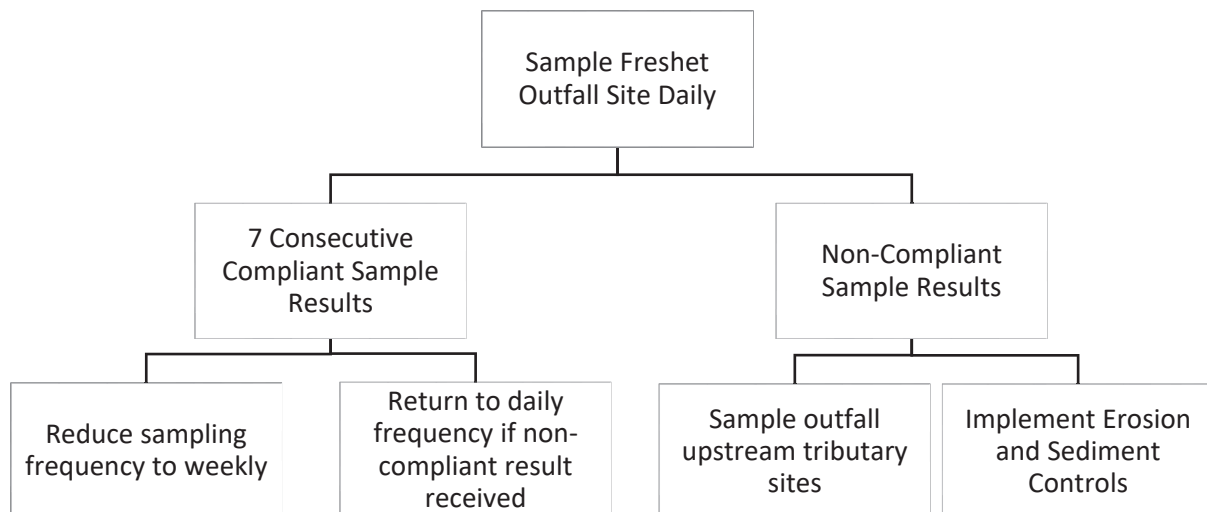 Sample Freshet
Outfall Site Daily
7 Consecutive
Compliant Sample
Results
Non-Compliant
Sample Results
Reduce sampling
frequency to weekly
Return to daily
frequency if non-
compliant result
received
Sample outfall
upstream tributary
sites
Implement Erosion
and Sediment
Controls